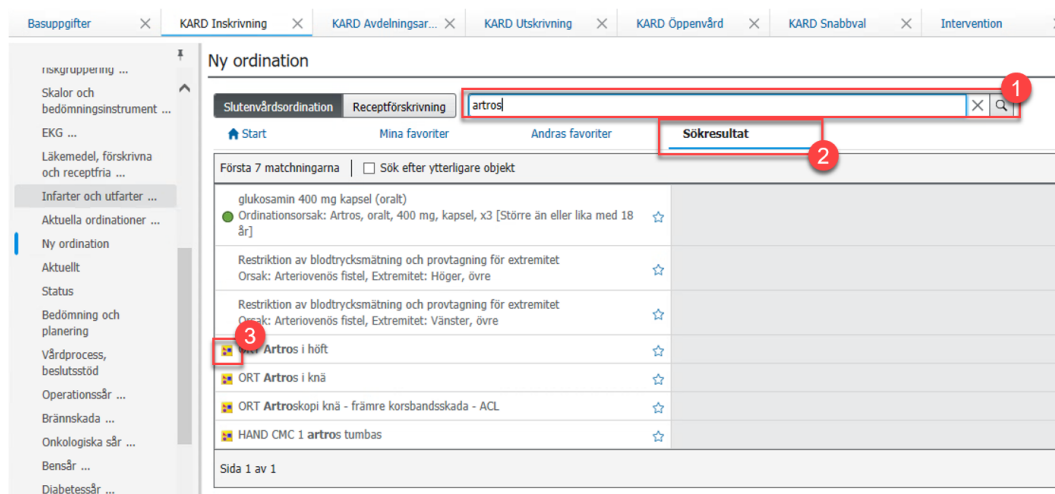 Basuppgifter
KARD Inskrivning
KARD Avdelningsar...
KARD Utskrivning
KARD Öppenvård
KARD Snabbval
Intervention
riskgruppering ...
Skalor och
bedömningsinstrument ...
EKG ...
Läkemedel, förskrivna
och receptfria ...
Infarter och utfarter ...
Aktuella ordinationer ...
Ny ordination
Aktuellt
Status
Bedömning och
planering
Vårdprocess,
beslutsstöd
Operationssår ...
Brännskada ...
Onkologiska sår ...
Bensår ...
Diabetessår ...
Ny ordination
Slutenvårdsordination
Receptförskrivning
artros
1
Start
Mina favoriter
Andras favoriter
Sökresultat
2
Första 7 matchningarna
Sök efter ytterligare objekt
glukosamin 400 mg kapsel (oralt)
Ordinationsorsak: Artros, oralt, 400 mg, kapsel, x3 [Större än eller lika med 18
år]
Restriktion av blodtrycksmätning och provtagning för extremitet
Orsak: Arteriovenös fistel, Extremitet: Höger, övre
Restriktion av blodtrycksmätning och provtagning för extremitet
Orsak: Arteriovenös fistel, Extremitet: Vänster, övre
3
ORT Artros i höft
ORT Artros i knä
ORT Artroskopi knä - främre korsbandsskada - ACL
HAND CMC 1 artros tumbas
Sida 1 av 1